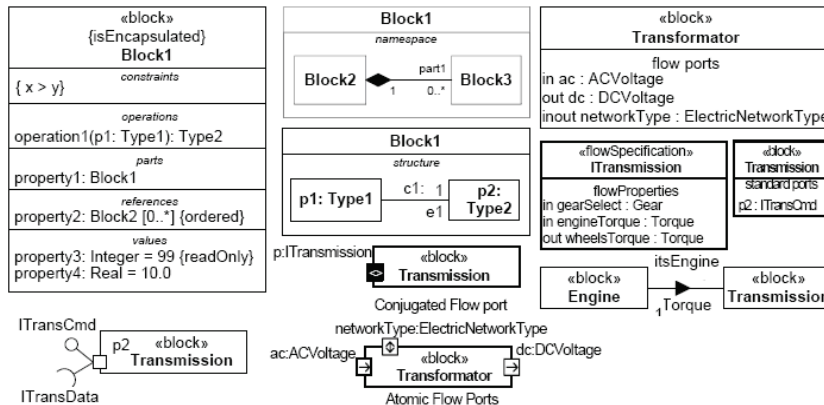 «block»
{isEncapsulated}
Block1
constraints
{ x > y}
operations
operation1(p1: Type1): Type2
parts
property1: Block1
references
property2: Block2 [0..*] {ordered}
values
property3: Integer = 99 {readOnly}
property4: Real = 10.0
ITransCmd
p2
«block»
Transmission
ITransData
Block1
namespace
Block2
1
part1
0..*
Block3
Block1
structure
p1: Type1
c1: 1
e1
p2:
Type2
p:ITransmission
<>
«block»
Transmission
Conjugated Flow port
networkType:ElectricNetworkType
ac:ACVoltage
dc:DCVoltage
«block»
Transformator
Atomic Flow Ports
«block»
Transformator
flow ports
in ac : ACVoltage
out dc : DCVoltage
inout networkType : ElectricNetworkType
«flowSpecification»
ITransmission
flowProperties
in gearSelect : Gear
in engineTorque : Torque
out wheelsTorque : Torque
«block»
Transmission
standard ports
p2 : ITransCmd
«block»
Engine
itsEngine
1
Torque
«block»
Transmission